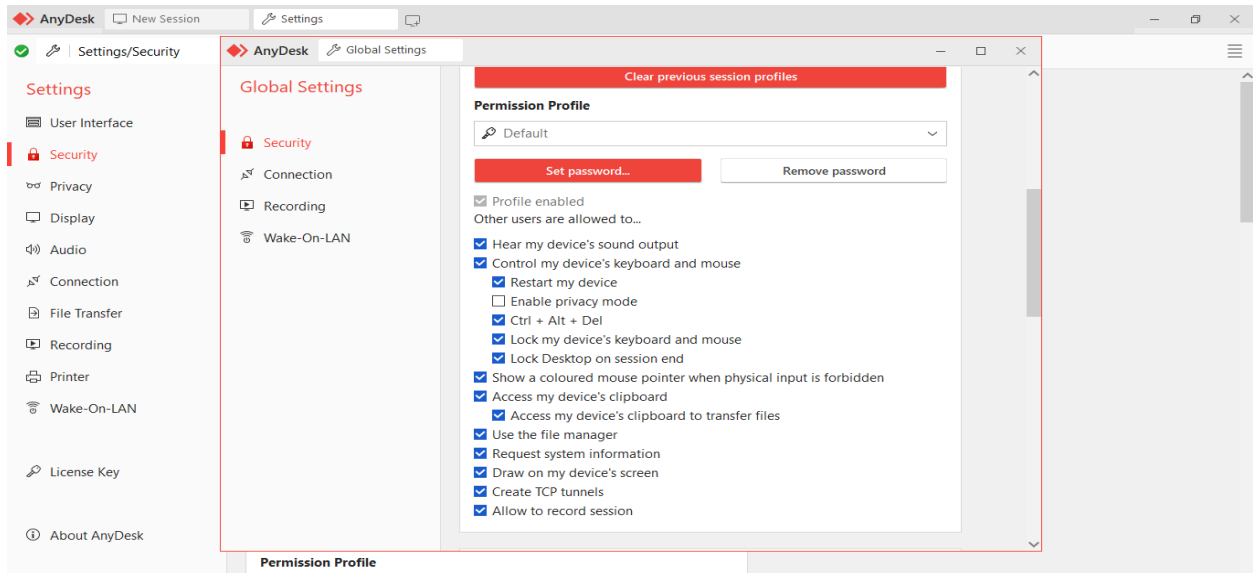 AnyDesk New Session Settings
Settings/Security
Settings
User Interface
Security
Privacy
Display
Audio
Connection
File Transfer
Recording
Printer
Wake-On-LAN
License Key
About AnyDesk
AnyDesk Global Settings
Global Settings
Security
Connection
Recording
Wake-On-LAN
Clear previous session profiles
Permission Profile
Default
Set password... Remove password
Profile enabled
Other users are allowed to...
Hear my device's sound output
Control my device's keyboard and mouse
Restart my device
Enable privacy mode
Ctrl + Alt + Del
Lock my device's keyboard and mouse
Lock Desktop on session end
Show a coloured mouse pointer when physical input is forbidden
Access my device's clipboard
Access my device's clipboard to transfer files
Use the file manager
Request system information
Draw on my device's screen
Create TCP tunnels
Allow to record session
Permission Profile